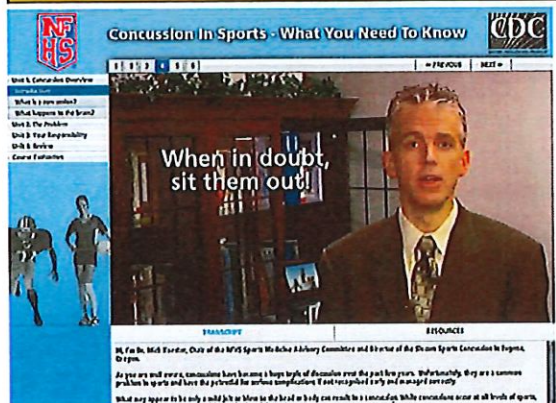 NF
HS
Concussion In Sports - What You Need To Know
CDC
1 2 3 4 5 6
« PREVIOUS NEXT »
Unit 1: Concussion Overview
Introduction
What is a concussion?
What happens to the brain?
Unit 2: The Problem
Unit 3: Your Responsibility
Unit 4: Review
Course Evaluation
When in doubt,
sit them out!
TRANSCRIPT RESOURCES
Hi, I'm Dr. Mick Koester, Chair of the NFHS Sports Medicine Advisory Committee and Director of the Slocum Sports Concussion in Eugene,
Oregon.
As you are well aware, concussions have become a huge topic of discussion over the past few years. Unfortunately, they are a common
problem in sports and have the potential for serious complications if not recognized early and managed correctly.
What may appear to be only a mild jolt or blow to the head or body can result in a concussion. While concussions occur at all levels of sports,